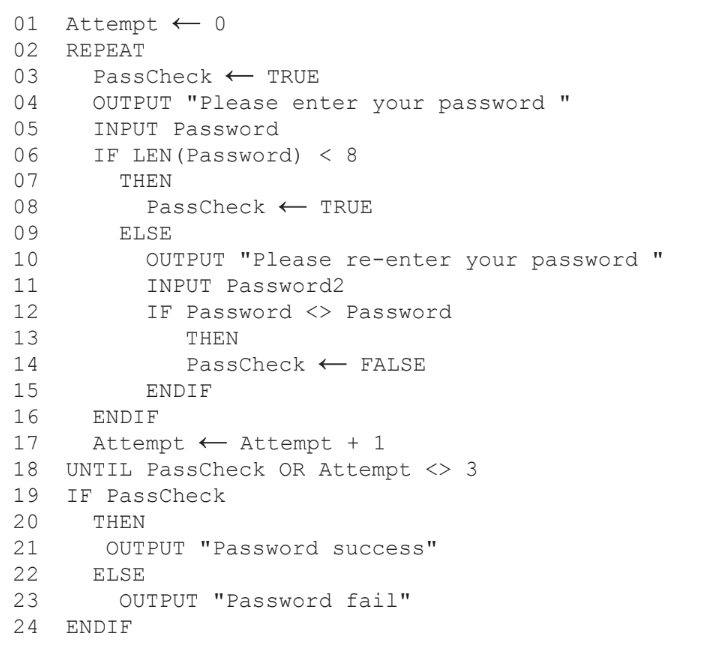 01 Attempt ← 0
02 REPEAT
03   PassCheck ← TRUE
04   OUTPUT "Please enter your password "
05   INPUT Password
06   IF LEN(Password) < 8
07     THEN
08       PassCheck ← TRUE
09     ELSE
10       OUTPUT "Please re-enter your password "
11       INPUT Password2
12       IF Password <> Password
13         THEN
14         PassCheck ← FALSE
15       ENDIF
16   ENDIF
17   Attempt ← Attempt + 1
18 UNTIL PassCheck OR Attempt <> 3
19 IF PassCheck
20   THEN
21    OUTPUT "Password success"
22   ELSE
23     OUTPUT "Password fail"
24 ENDIF